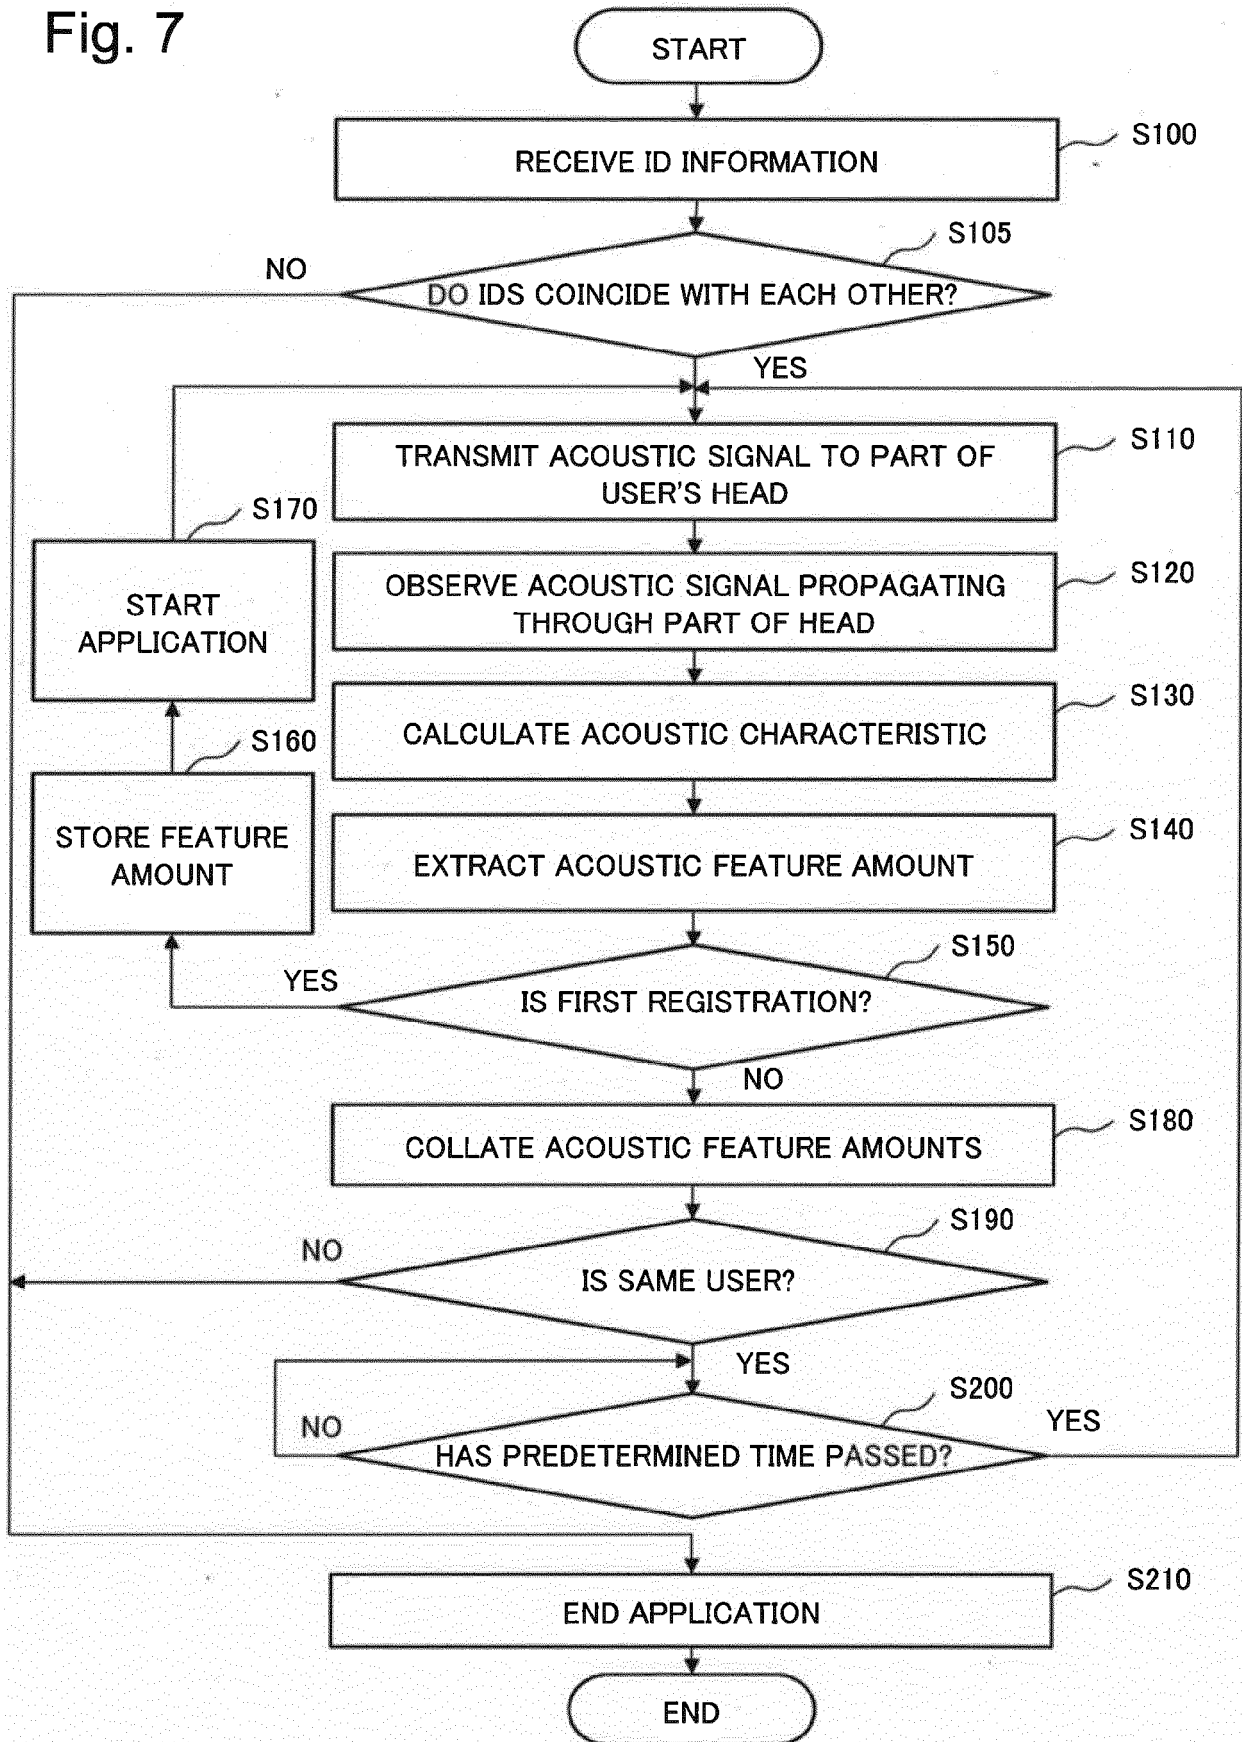 Fig. 7
START
RECEIVE ID INFORMATION
S100
S105
NO
DO IDS COINCIDE WITH EACH OTHER?
YES
TRANSMIT ACOUSTIC SIGNAL TO PART OF
USER'S HEAD
S110
OBSERVE ACOUSTIC SIGNAL PROPAGATING
THROUGH PART OF HEAD
S120
CALCULATE ACOUSTIC CHARACTERISTIC
S130
EXTRACT ACOUSTIC FEATURE AMOUNT
S140
S150
IS FIRST REGISTRATION?
YES
S160
STORE FEATURE
AMOUNT
S170
START
APPLICATION
NO
COLLATE ACOUSTIC FEATURE AMOUNTS
S180
S190
NO
IS SAME USER?
YES
S200
NO
HAS PREDETERMINED TIME PASSED?
YES
END APPLICATION
S210
END